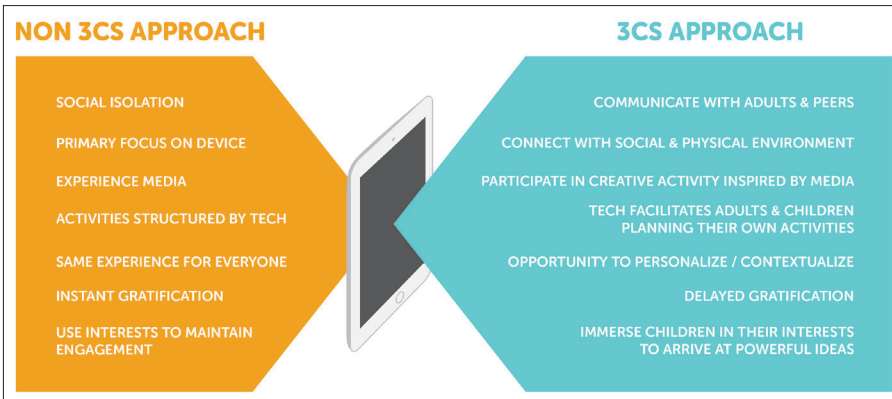 NON 3CS APPROACH
SOCIAL ISOLATION
PRIMARY FOCUS ON DEVICE
EXPERIENCE MEDIA
ACTIVITIES STRUCTURED BY TECH
SAME EXPERIENCE FOR EVERYONE
INSTANT GRATIFICATION
USE INTERESTS TO MAINTAIN
ENGAGEMENT
3CS APPROACH
COMMUNICATE WITH ADULTS & PEERS
CONNECT WITH SOCIAL & PHYSICAL ENVIRONMENT
PARTICIPATE IN CREATIVE ACTIVITY INSPIRED BY MEDIA
TECH FACILITATES ADULTS & CHILDREN
PLANNING THEIR OWN ACTIVITIES
OPPORTUNITY TO PERSONALIZE / CONTEXTUALIZE
DELAYED GRATIFICATION
IMMERSE CHILDREN IN THEIR INTERESTS
TO ARRIVE AT POWERFUL IDEAS